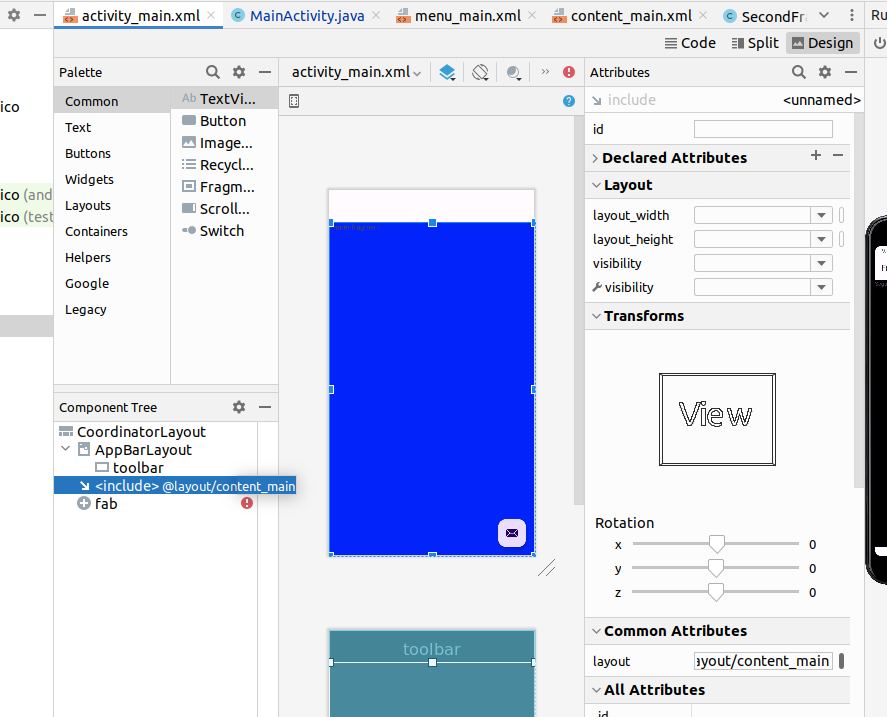 activity_main.xml
MainActivity.java
menu_main.xml
content_main.xml
SecondFr
Ru
Code
Split
Design
Palette
activity_main.xml
Attributes
Common
Ab TextVi...
include
<unnamed>
ico
Text
Button
id
Buttons
Image...
Declared Attributes
Widgets
Recycl...
Layout
ico (and
Fragm...
Layouts
Scroll...
layout_width
ico (test
Containers
Switch
layout_height
Helpers
visibility
Google
visibility
Legacy
Transforms
View
Component Tree
CoordinatorLayout
AppBarLayout
toolbar
<include> @layout/content_main
fab
Rotation
x
0
y
0
z
0
Common Attributes
toolbar
layout
ayout/content_main
All Attributes
id